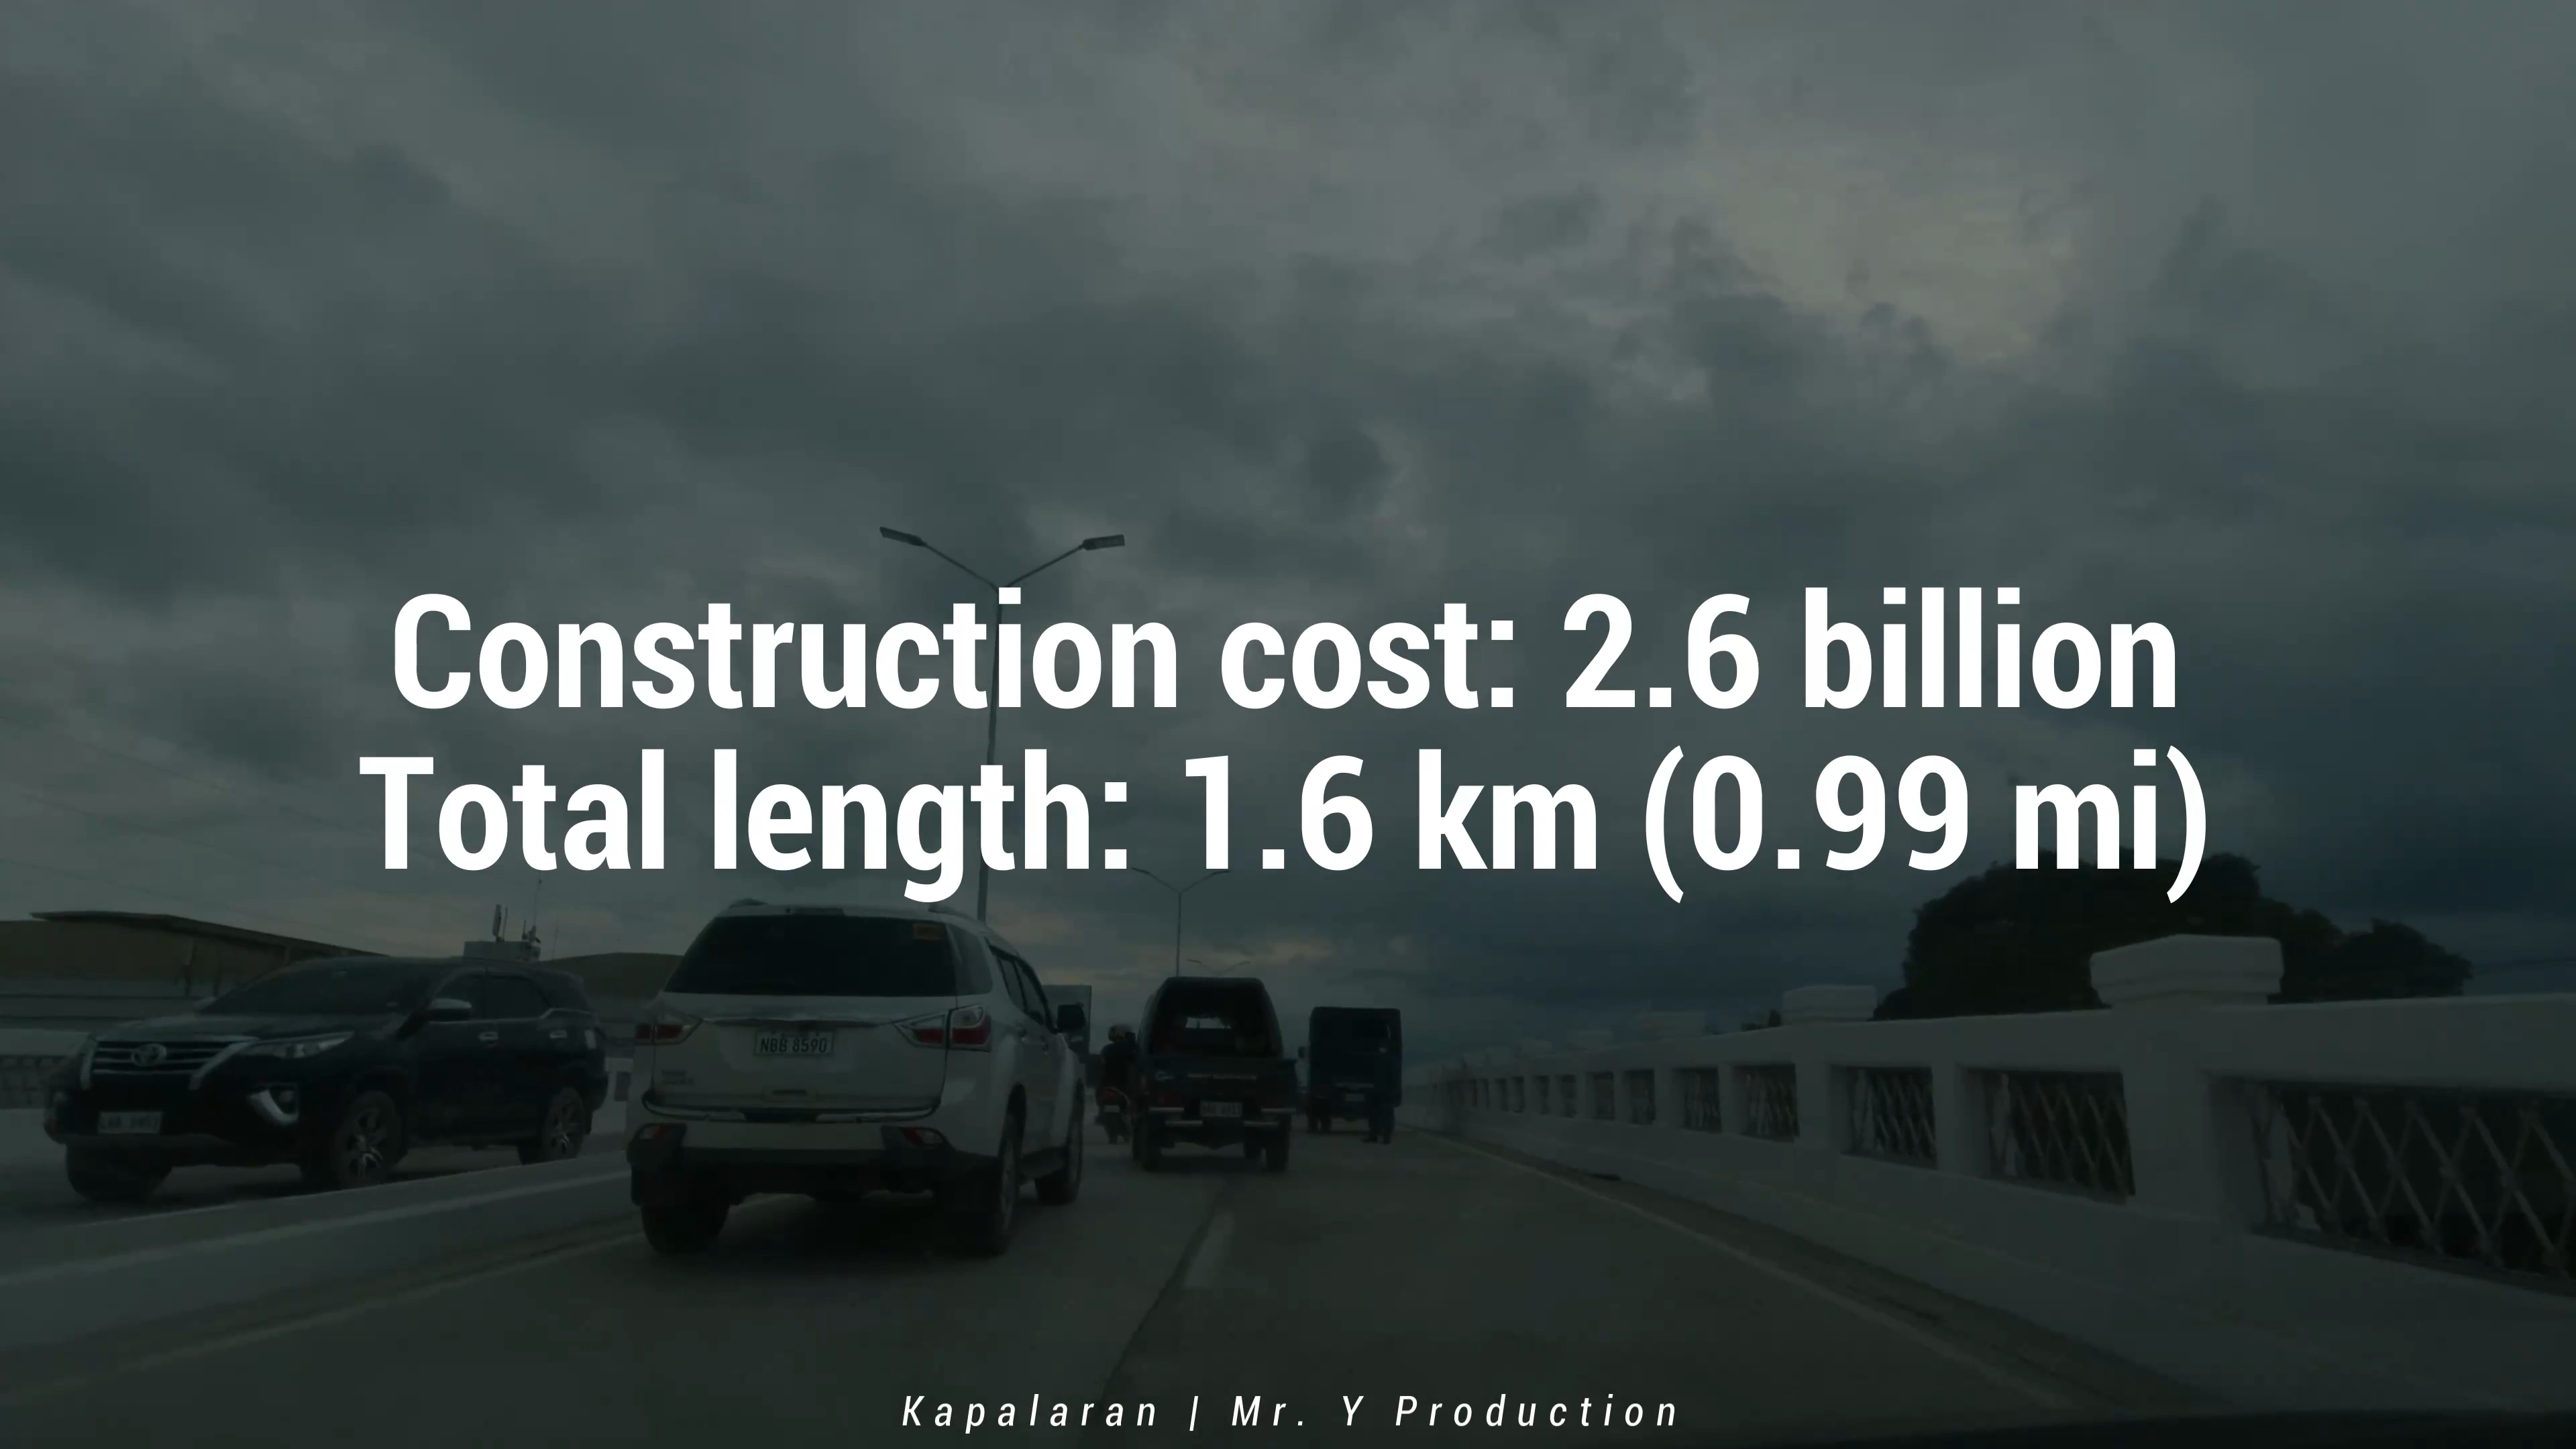 Construction cost: 2.6 billion
Total length: 1.6 km (0.99 mi)
NBB 8590
Kapalaran | Mr. Y Production